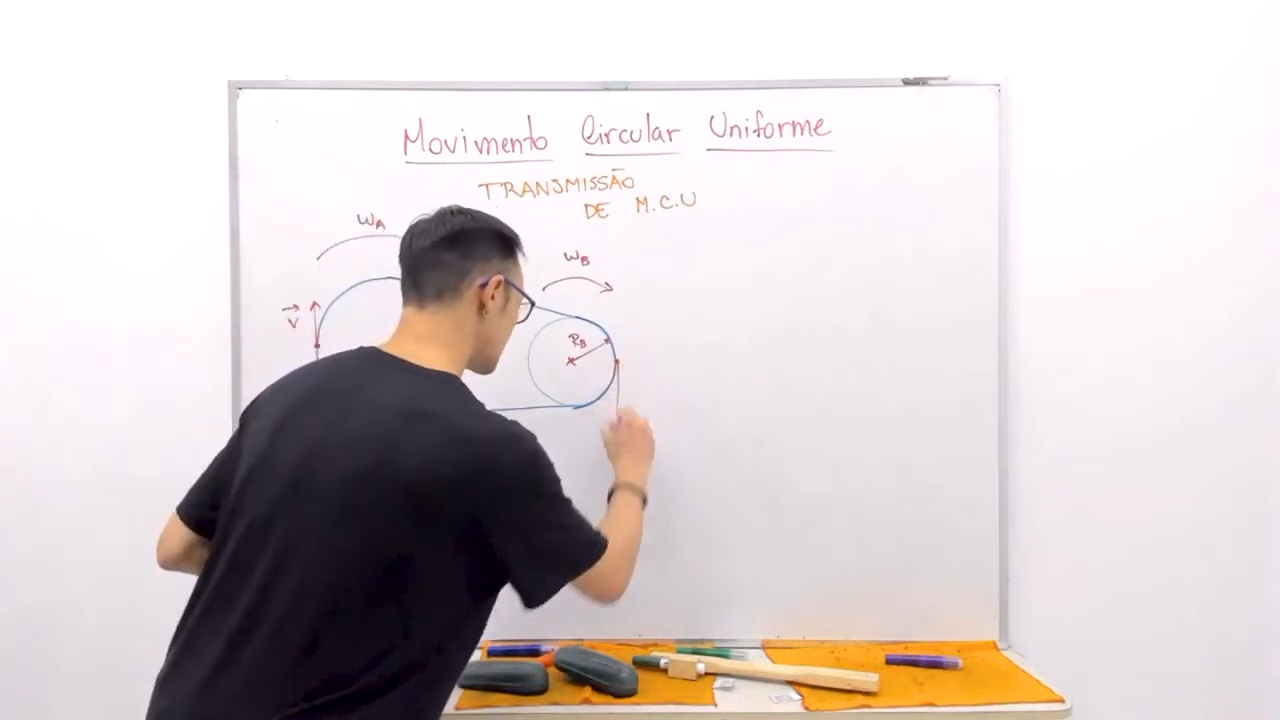 Movimento Circular Uniforme
TRANSMISSÃO
DE M.C.U
ωA
ωB
v
RB